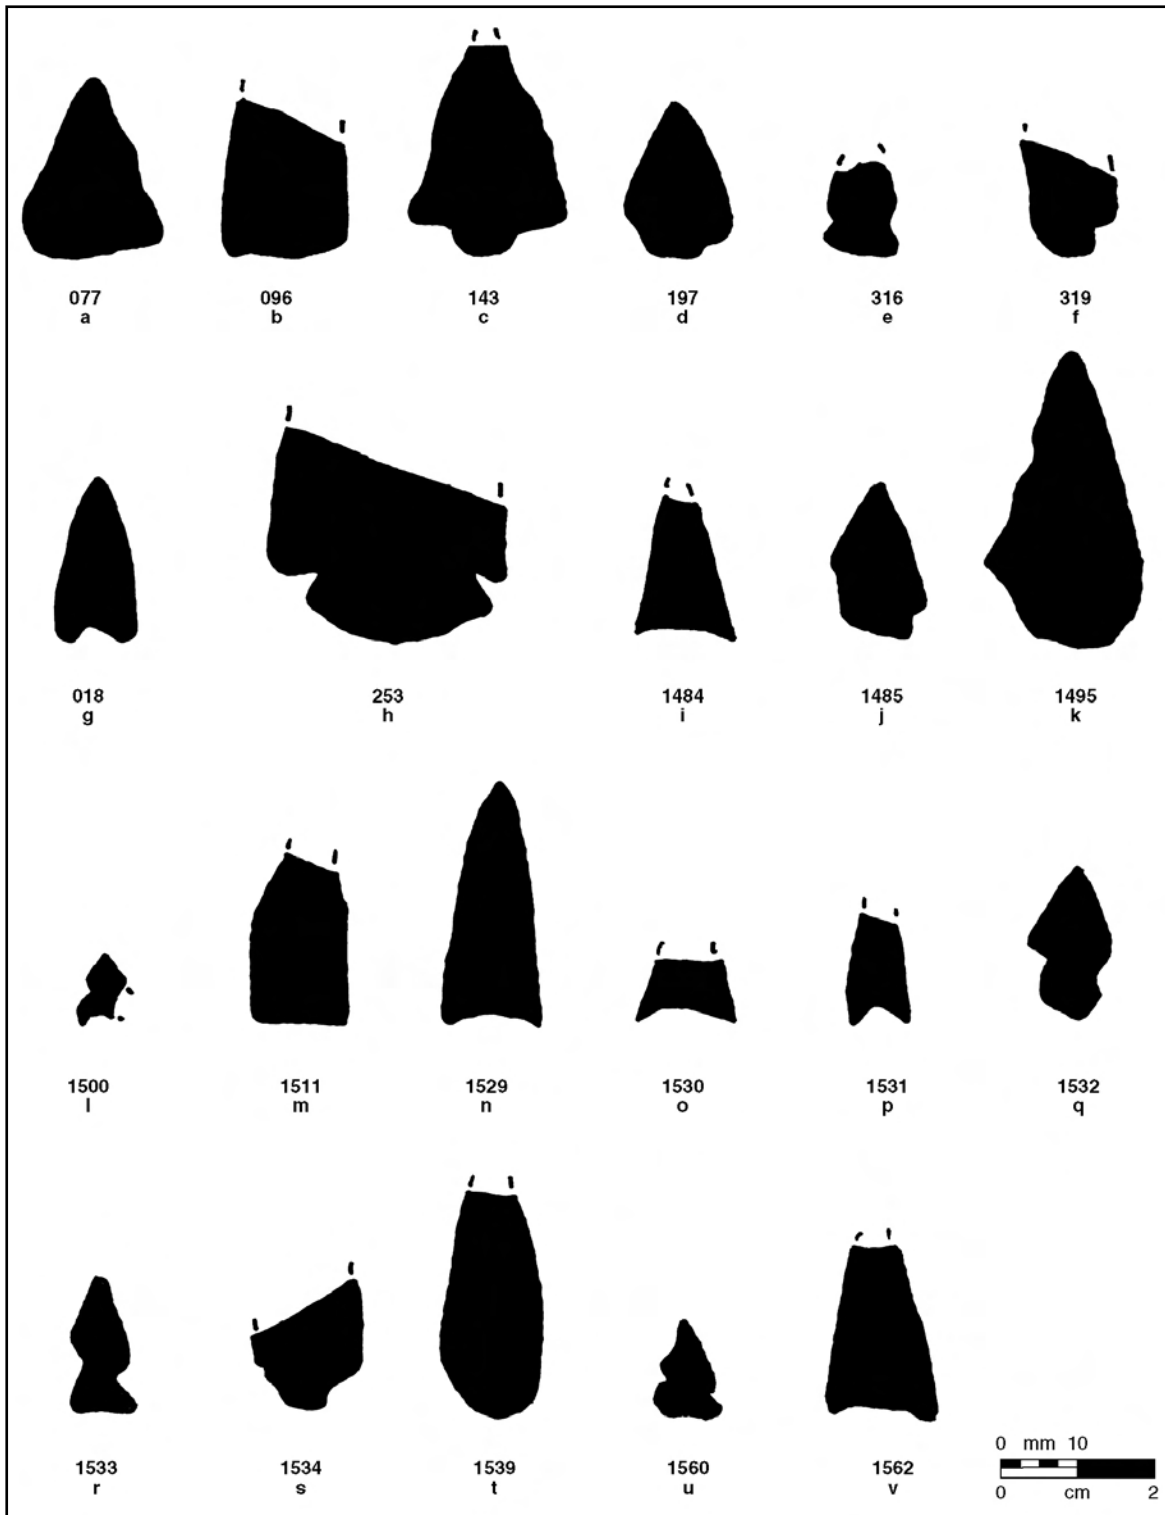 077 096 143 197 316 319
a b c d e f
018 253 1484 1485 1495
g h i j k
1500 1511 1529 1530 1531 1532
l m n o p q
1533 1534 1539 1560 1562
r s t u v
0 mm 10
0 cm 2